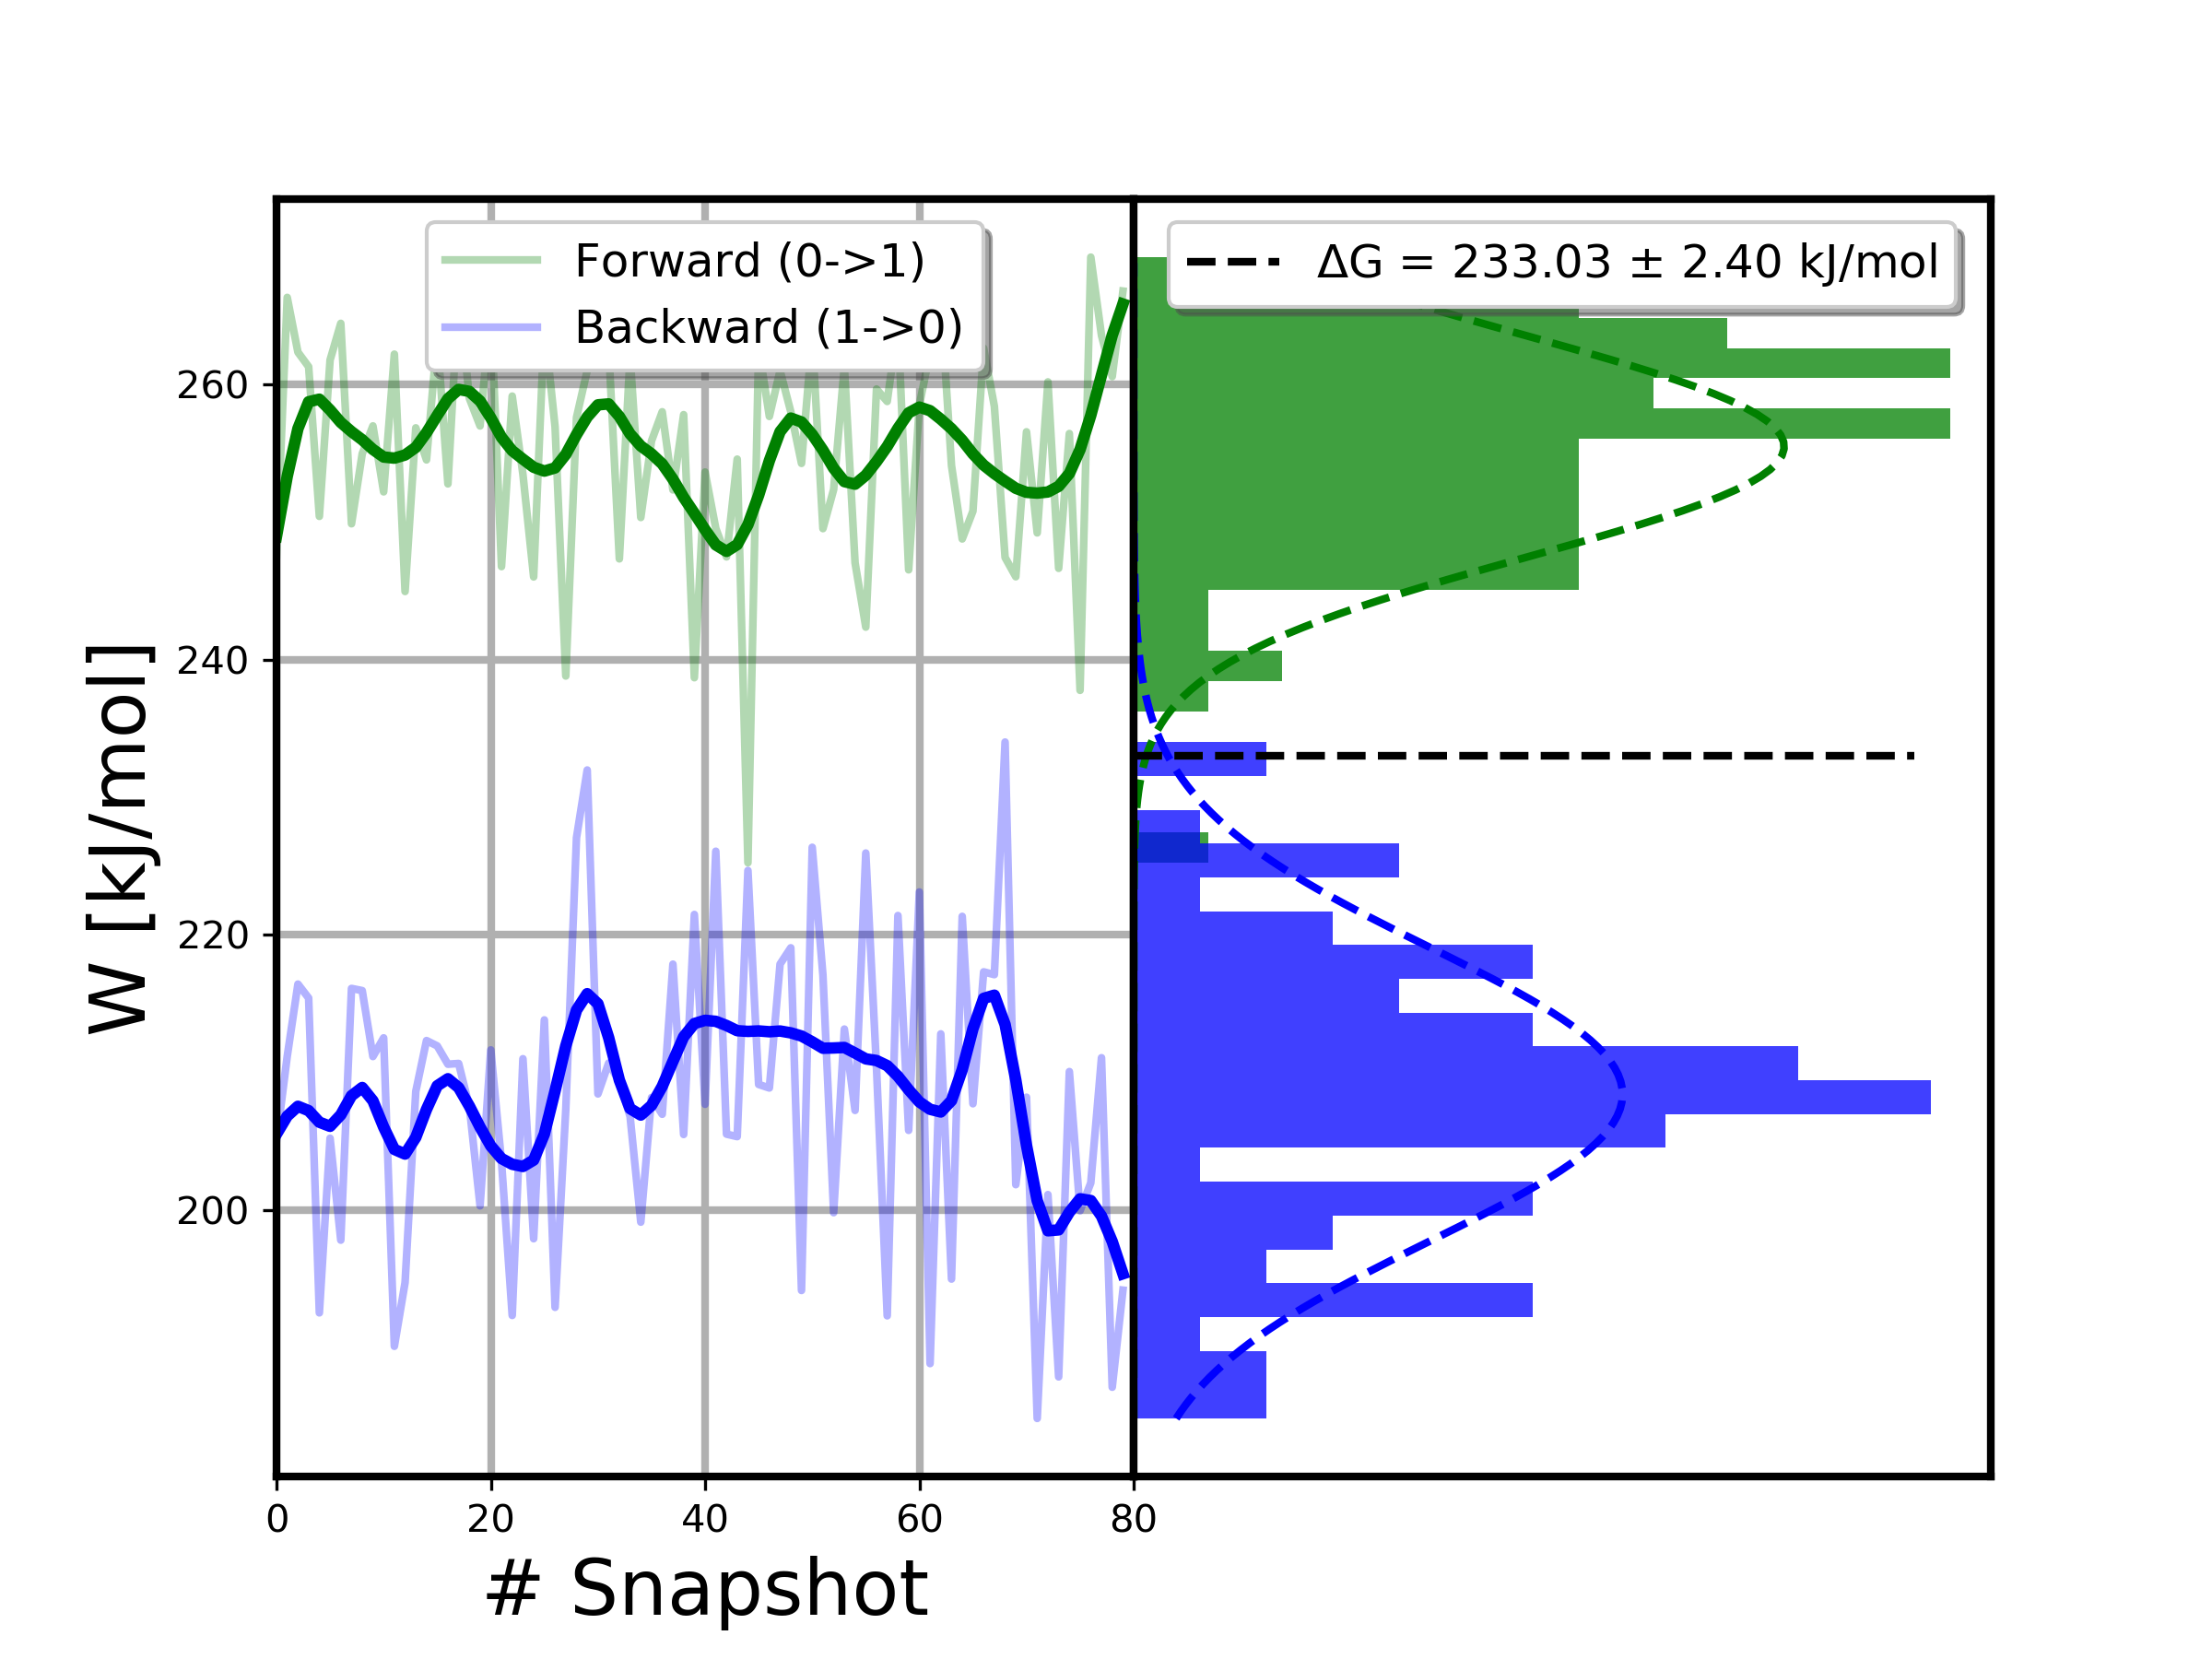 Forward (0->1)
Backward (1->0)
ΔG = 233.03 ± 2.40 kJ/mol
W [kJ/mol]
260
240
220
200
0 20 40 60 80
# Snapshot